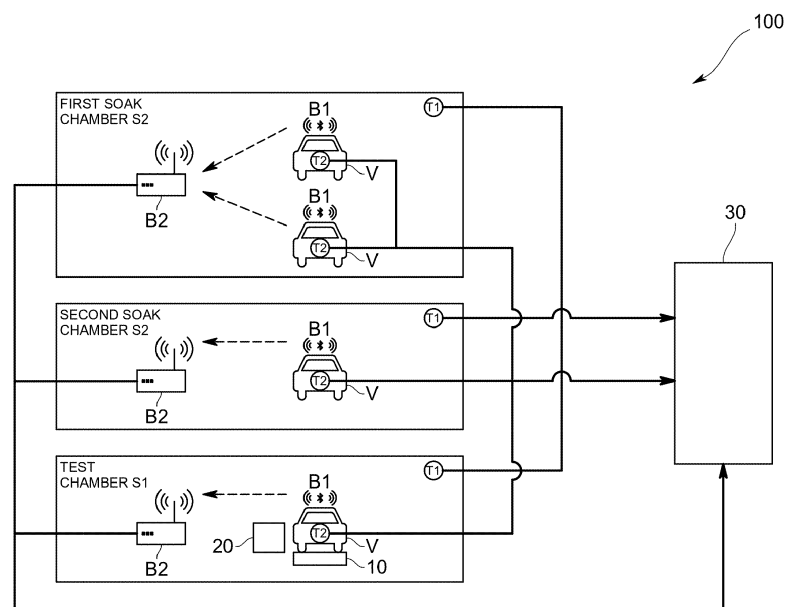 100
FIRST SOAK
CHAMBER S2
B1
T1
T2
V
B2
B1
T2
V
30
SECOND SOAK
CHAMBER S2
B1
T1
T2
V
B2
TEST
CHAMBER S1
B1
T1
T2
V
20
10
B2